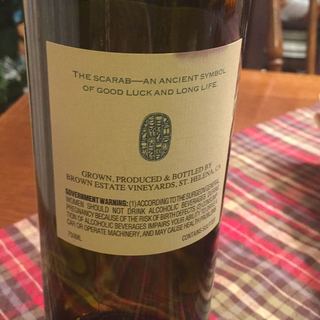 THE SCARAB—AN ANCIENT SYMBOL
OF GOOD LUCK AND LONG LIFE.
GROWN, PRODUCED & BOTTLED BY
BROWN ESTATE VINEYARDS, ST. HELENA, CA
GOVERNMENT WARNING: (1) ACCORDING TO THE SURGEON GENERAL,
WOMEN SHOULD NOT DRINK ALCOHOLIC BEVERAGES DURING
PREGNANCY BECAUSE OF THE RISK OF BIRTH DEFECTS. (2) CONSUMP-
TION OF ALCOHOLIC BEVERAGES IMPAIRS YOUR ABILITY TO DRIVE A
CAR OR OPERATE MACHINERY, AND MAY CAUSE HEALTH PROBLEMS.
750ML CONTAINS